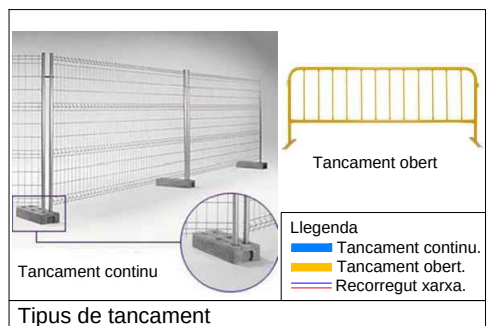 Tancament obert
Tancament continu
Llegenda
Tancament continu.
Tancament obert.
Recorregut xarxa.
Tipus de tancament